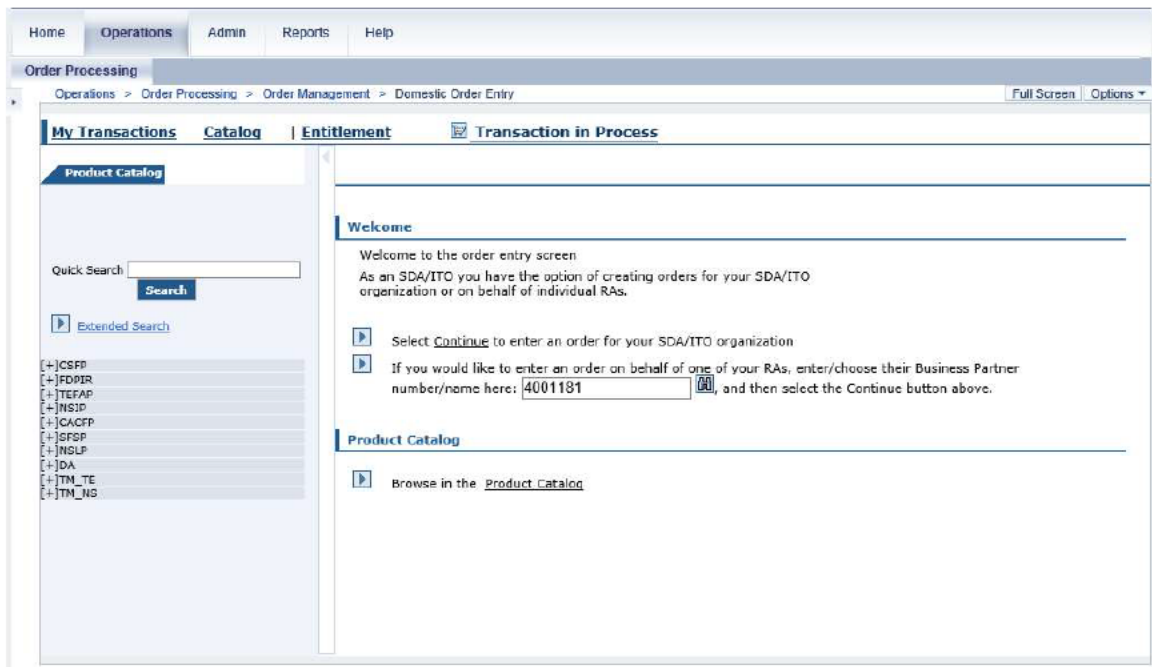 Home Operations Admin Reports Help
Order Processing
Operations > Order Processing > Order Management > Domestic Order Entry Full Screen Options
My Transactions Catalog | Entitlement Transaction in Process
Product Catalog
Welcome
Welcome to the order entry screen
As an SDA/ITO you have the option of creating orders for your SDA/ITO
organization or on behalf of individual RAs.
Quick Search
Search
Extended Search
Select Continue to enter an order for your SDA/ITO organization
If you would like to enter an order on behalf of one of your RAs, enter/choose their Business Partner
number/name here: 4001181 , and then select the Continue button above.
[+]CSFP
[+]FDPIR
[+]TEFAP
[+]NSIP
[+]CACFP
[+]SFSP
[+]NSLP
[+]DA
[+]TM_TE
[+]TM_NS
Product Catalog
Browse in the Product Catalog